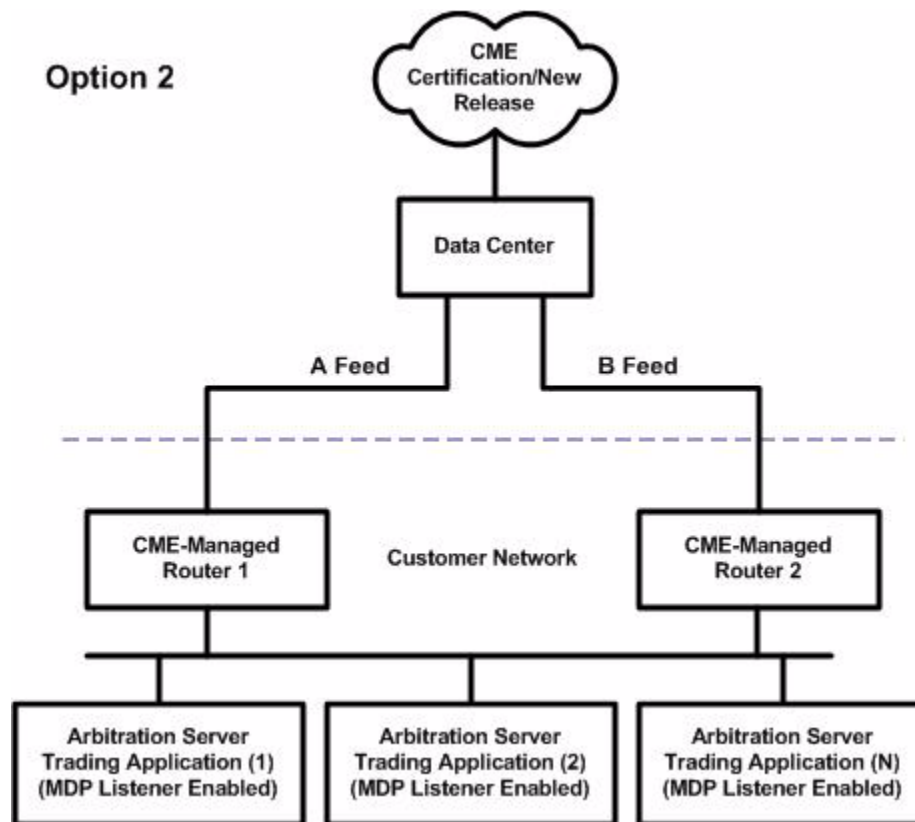 Option 2
CME
Certification/New
Release
Data Center
A Feed
B Feed
CME-Managed
Router 1
Customer Network
CME-Managed
Router 2
Arbitration Server
Trading Application (1)
(MDP Listener Enabled)
Arbitration Server
Trading Application (2)
(MDP Listener Enabled)
Arbitration Server
Trading Application (N)
(MDP Listener Enabled)